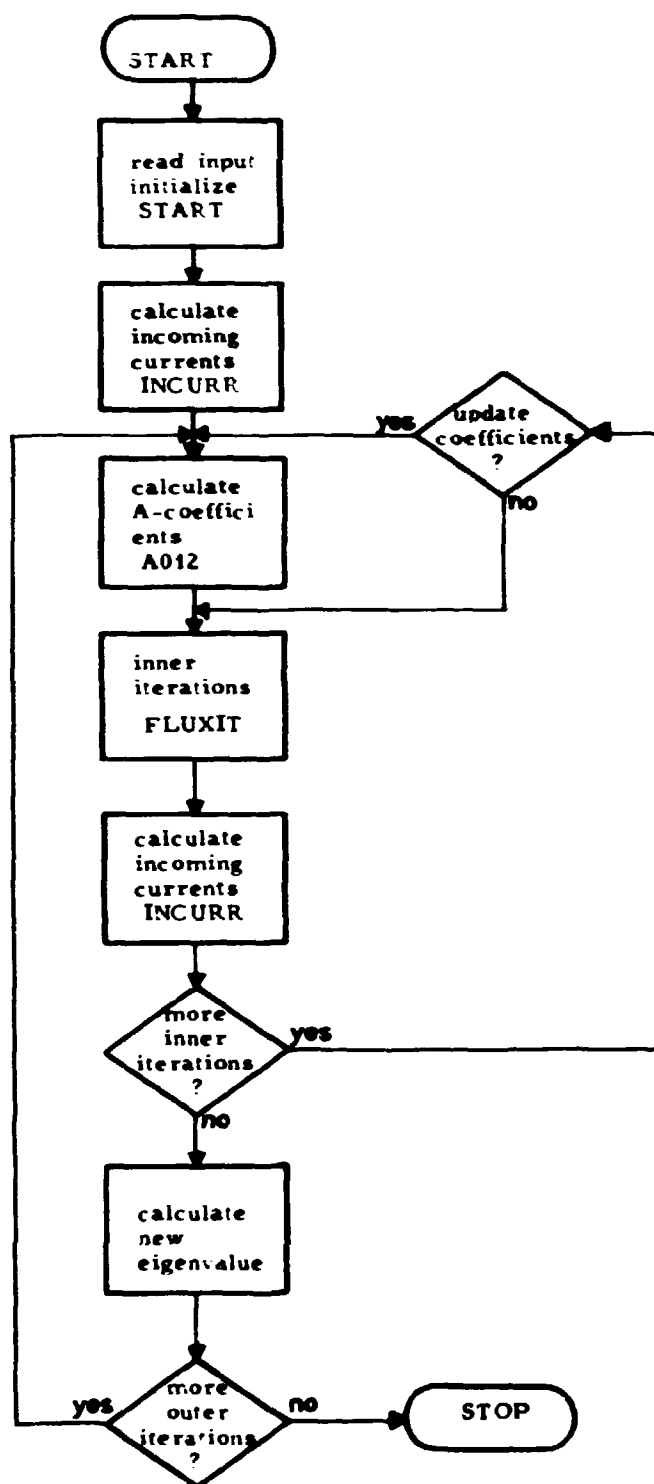 START
read input
initialize
START
calculate
incoming
currents
INCURR
yes
update
coefficients
?
no
calculate
A-coeffici
ents
A012
inner
iterations
FLUXIT
calculate
incoming
currents
INCURR
more
inner
iterations
?
yes
no
calculate
new
eigenvalue
yes
more
outer
iterations
?
no
STOP